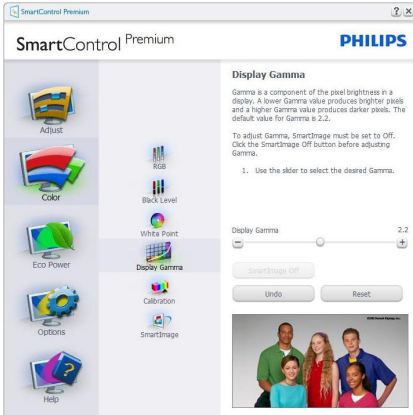 SmartControl Premium
SmartControl Premium
PHILIPS
Adjust
Color
Eco Power
Options
Help
RGB
Black Level
White Point
Display Gamma
Calibration
SmartImage
Display Gamma
Gamma is a component of the pixel brightness in a
display. A lower Gamma value produces brighter pixels
and a higher Gamma value produces darker pixels. The
default value for Gamma is 2.2.
To adjust Gamma, SmartImage must be set to Off.
Click the SmartImage Off button before adjusting
Gamma.
1. Use the slider to select the desired Gamma.
Display Gamma 2.2
SmartImage Off
Undo Reset